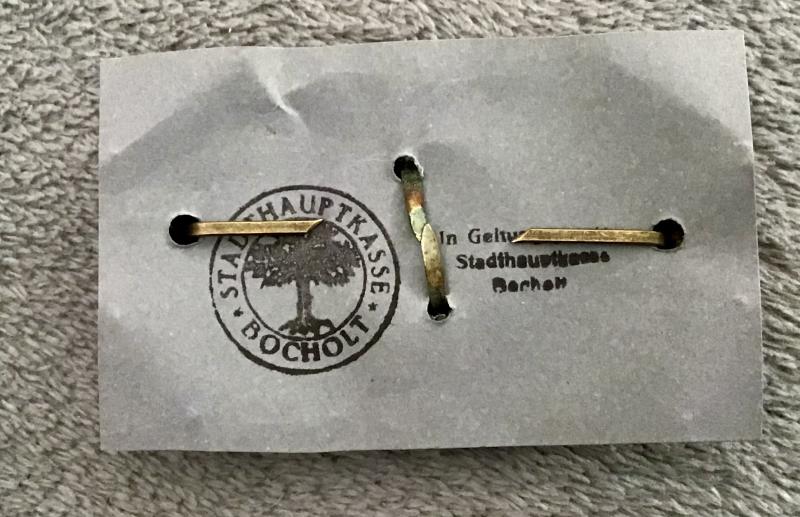 STADTHAUPTKASSE
* BOCHOLT *
In
Stadthauptkasse
Bocholt